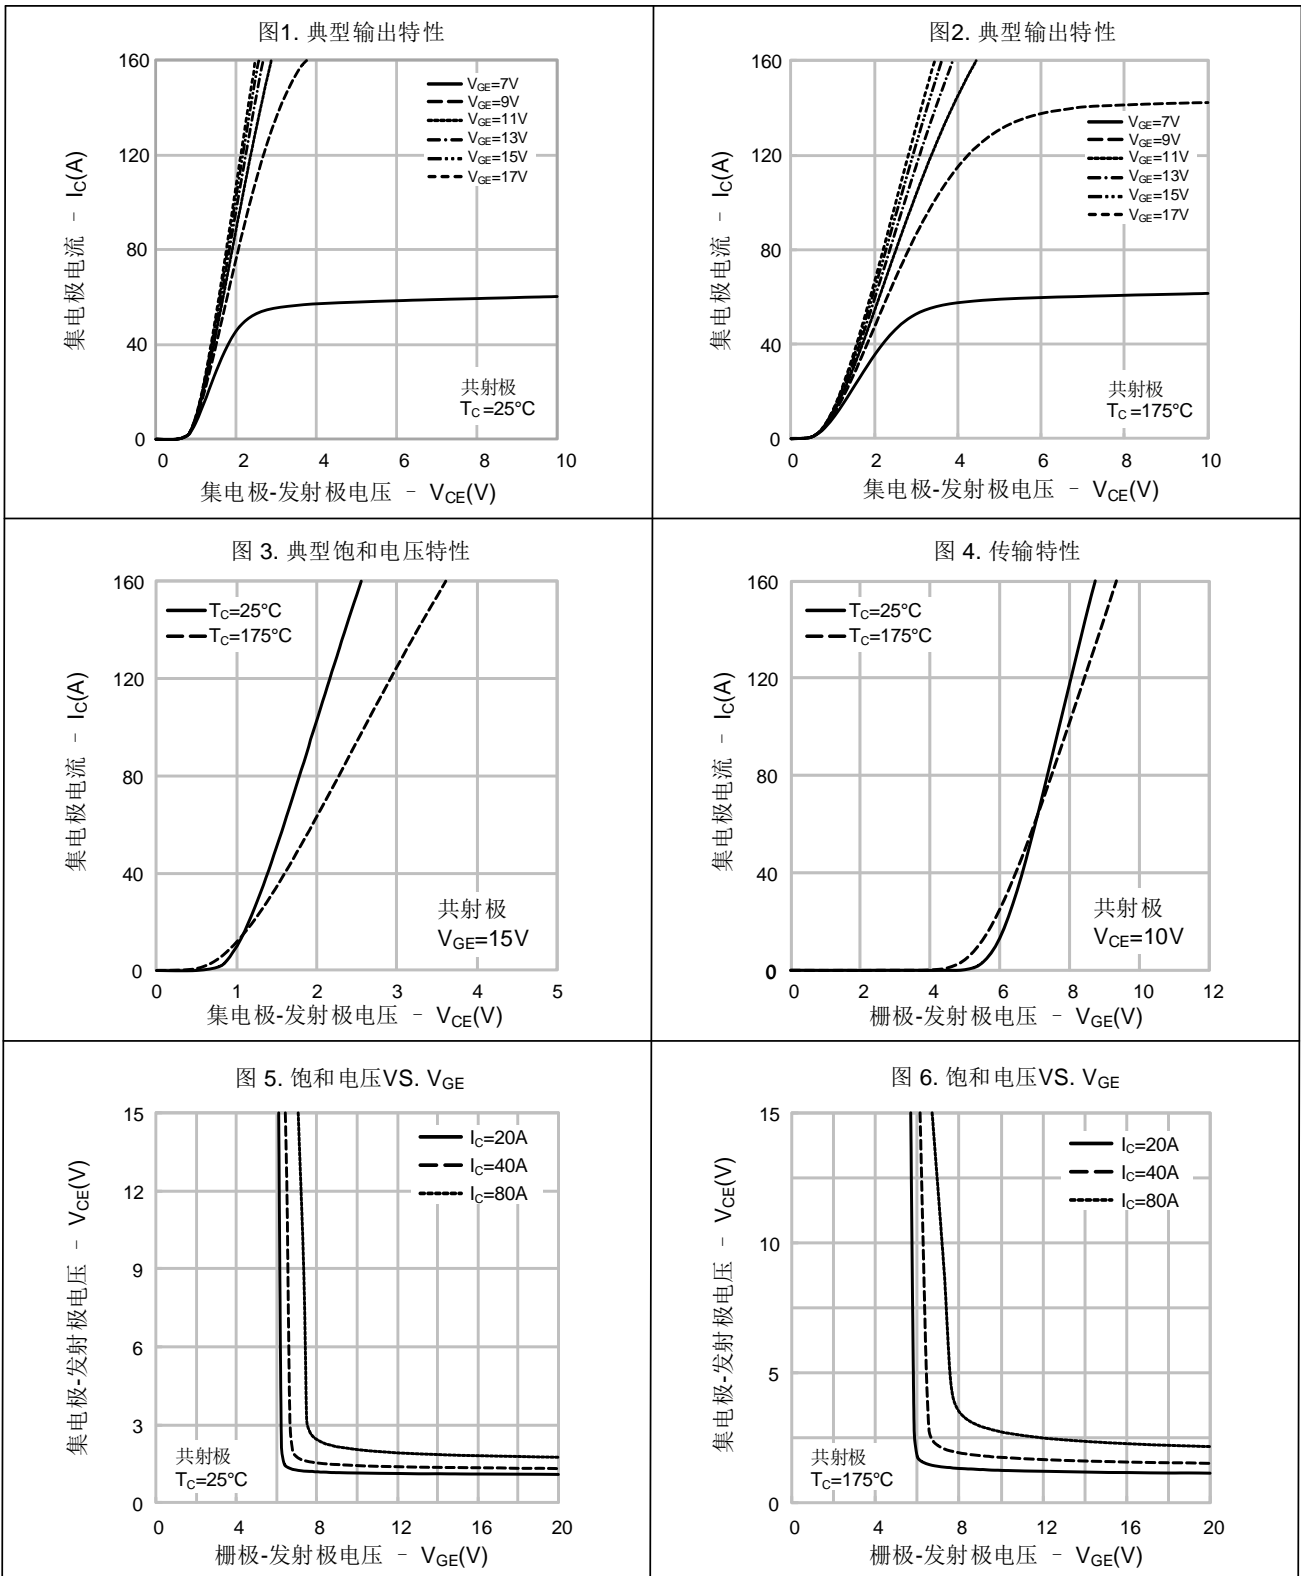 图1. 典型输出特性
160
120
80
40
0
集电极电流 - IC(A)
VGE=7V
VGE=9V
VGE=11V
VGE=13V
VGE=15V
VGE=17V
共射极
TC =25°C
0 2 4 6 8 10
集电极-发射极电压 - VCE(V)
图2. 典型输出特性
160
120
80
40
0
集电极电流 - IC(A)
VGE=7V
VGE=9V
VGE=11V
VGE=13V
VGE=15V
VGE=17V
共射极
TC =175°C
0 2 4 6 8 10
集电极-发射极电压 - VCE(V)
图 3. 典型饱和电压特性
160
120
80
40
0
集电极电流 - IC(A)
TC=25°C
TC=175°C
共射极
VGE=15V
0 1 2 3 4 5
集电极-发射极电压 - VCE(V)
图 4. 传输特性
160
120
80
40
0
集电极电流 - IC(A)
TC=25°C
TC=175°C
共射极
VCE=10V
0 2 4 6 8 10 12
栅极-发射极电压 - VGE(V)
图 5. 饱和电压VS. VGE
15
12
9
6
3
0
集电极-发射极电压 - VCE(V)
IC=20A
IC=40A
IC=80A
共射极
TC=25°C
0 4 8 12 16 20
栅极-发射极电压 - VGE(V)
图 6. 饱和电压VS. VGE
15
10
5
0
集电极-发射极电压 - VCE(V)
IC=20A
IC=40A
IC=80A
共射极
TC=175°C
0 4 8 12 16 20
栅极-发射极电压 - VGE(V)